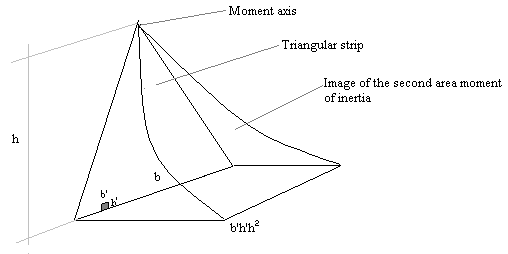 Moment axis
Triangular strip
Image of the second area moment
of inertia
h
b
b'
h'
b'h'h²